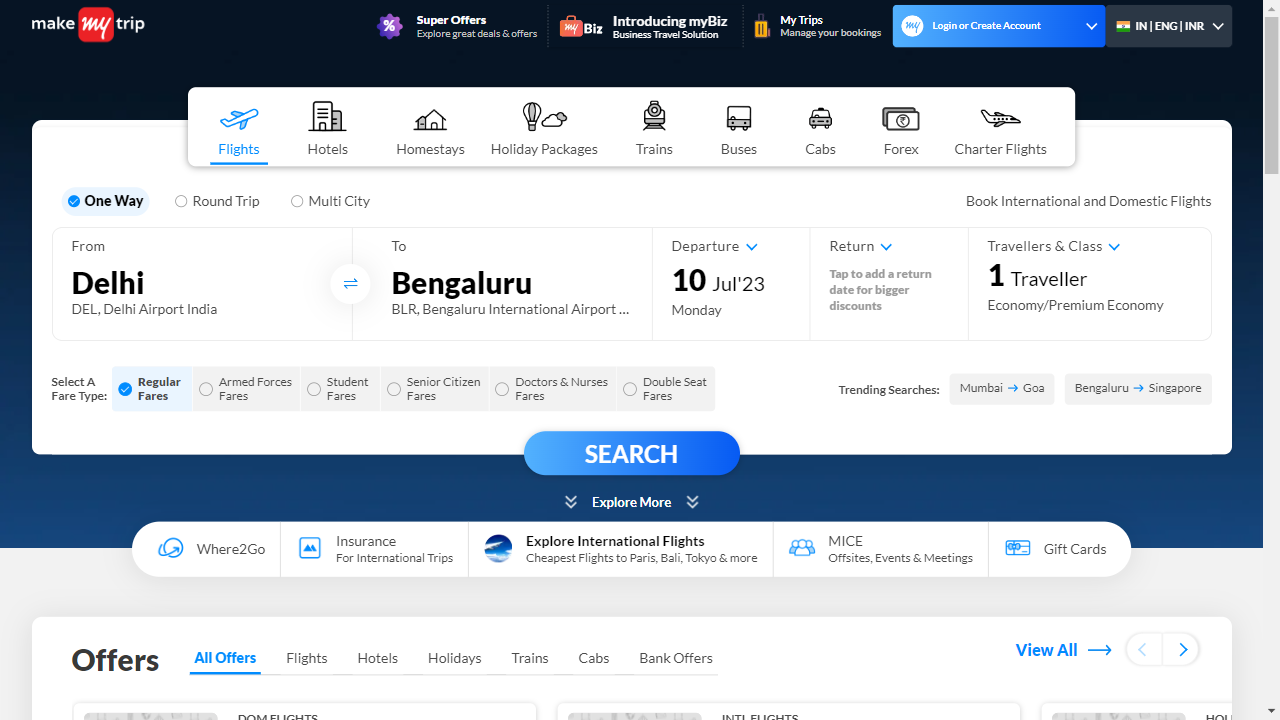 make my trip
%
Super Offers
Explore great deals & offers
my Biz
Introducing myBiz
Business Travel Solution
My Trips
Manage your bookings
my
Login or Create Account
IN | ENG | INR
Flights
Hotels
Homestays
Holiday Packages
Trains
Buses
Cabs
Forex
Charter Flights
One Way
Round Trip
Multi City
Book International and Domestic Flights
From
Delhi
DEL, Delhi Airport India
To
Bengaluru
BLR, Bengaluru International Airport ...
Departure
10 Jul'23
Monday
Return
Tap to add a return
date for bigger
discounts
Travellers & Class
1 Traveller
Economy/Premium Economy
Select A
Fare Type:
Regular
Fares
Armed Forces
Fares
Student
Fares
Senior Citizen
Fares
Doctors & Nurses
Fares
Double Seat
Fares
Trending Searches:
Mumbai → Goa
Bengaluru → Singapore
SEARCH
Explore More
Where2Go
Insurance
For International Trips
Explore International Flights
Cheapest Flights to Paris, Bali, Tokyo & more
MICE
Offsites, Events & Meetings
Gift Cards
Offers
All Offers
Flights
Hotels
Holidays
Trains
Cabs
Bank Offers
View All
DOM FLIGHTS
INTL FLIGHTS